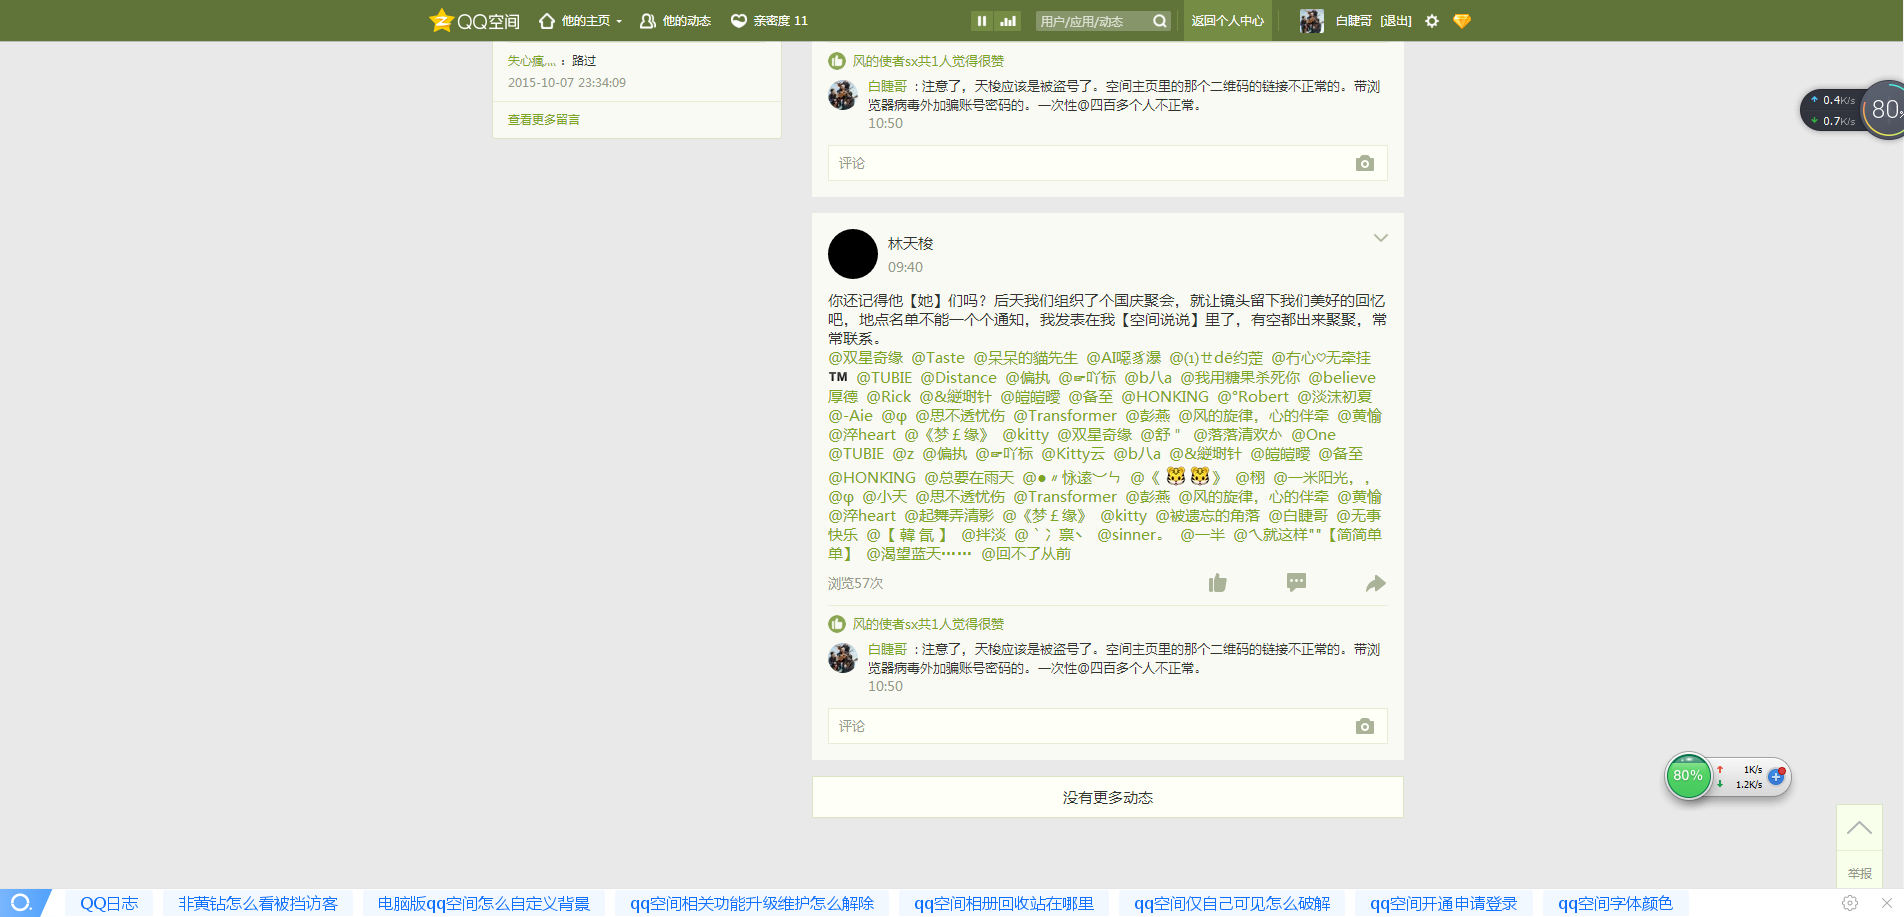 QQ空间 他的主页 他的动态 亲密度 11 用户/应用/动态 返回个人中心 白睫哥 [退出]
失心瘋灬 ：路过
2015-10-07 23:34:09
查看更多留言
风的使者sx共1人觉得很赞
白睫哥 ：注意了，天梭应该是被盗号了。空间主页里的那个二维码的链接不正常的。带浏
览器病毒外加骗账号密码的。一次性@四百多个人不正常。
10:50
评论
林天梭
09:40
你还记得他【她】们吗？后天我们组织了个国庆聚会，就让镜头留下我们美好的回忆
吧，地点名单不能一个个通知，我发表在我【空间说说】里了，有空都出来聚聚，常
常联系。
@双星奇缘 @Taste @呆呆的貓先生 @AI噁豸瀑 @⑴ㄝdē约萣 @冇心♡无牵挂
™ @TUBIE @Distance @偏执 @☞吖标 @b八a @我用糖果杀死你 @believe
厚德 @Rick @&繎埘针 @皚皚曖 @备至 @HONKING @°Robert @淡沫初夏
@-Aie @φ @思不透忧伤 @Transformer @彭燕 @风的旋律，心的伴牵 @黄愉
@淬heart @《梦￡缘》 @kitty @双星奇缘 @舒＂ @落落清欢か @One
@TUBIE @z @偏执 @☞吖标 @Kitty云 @b八a @&繎埘针 @皚皚曖 @备至
@HONKING @总要在雨天 @●〃怺遠︶ㄣ @《🐯🐯》 @栩 @一米阳光，，
@φ @小天 @思不透忧伤 @Transformer @彭燕 @风的旋律，心的伴牵 @黄愉
@淬heart @起舞弄清影 @《梦￡缘》 @kitty @被遗忘的角落 @白睫哥 @无事
快乐 @【 韓 氙 】 @拌淡 @｀冫禀丶 @sinner。 @一半 @乀就这样""【简简单
单】 @渴望蓝天…… @回不了从前
浏览57次
风的使者sx共1人觉得很赞
白睫哥 ：注意了，天梭应该是被盗号了。空间主页里的那个二维码的链接不正常的。带浏
览器病毒外加骗账号密码的。一次性@四百多个人不正常。
10:50
评论
没有更多动态
0.4K/s
0.7K/s
80%
80%
1K/s
1.2K/s
举报
QQ日志 非黄钻怎么看被挡访客 电脑版qq空间怎么自定义背景 qq空间相关功能升级维护怎么解除 qq空间相册回收站在哪里 qq空间仅自己可见怎么破解 qq空间开通申请登录 qq空间字体颜色